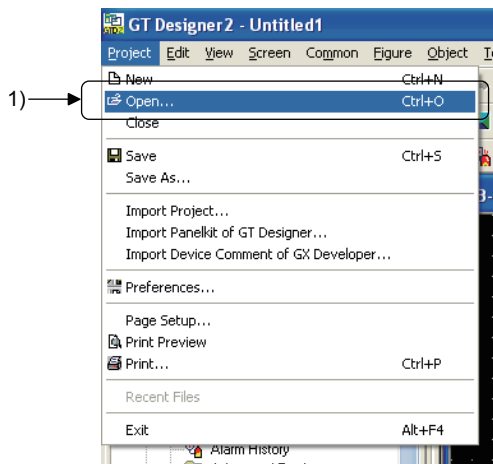 GT Designer2 - Untitled1
Project Edit View Screen Common Figure Object
New Ctrl+N
1) Open... Ctrl+O
Close
Save Ctrl+S
Save As...
Import Project...
Import Panelkit of GT Designer...
Import Device Comment of GX Developer...
Preferences...
Page Setup...
Print Preview
Print... Ctrl+P
Recent Files
Exit Alt+F4
Alarm History